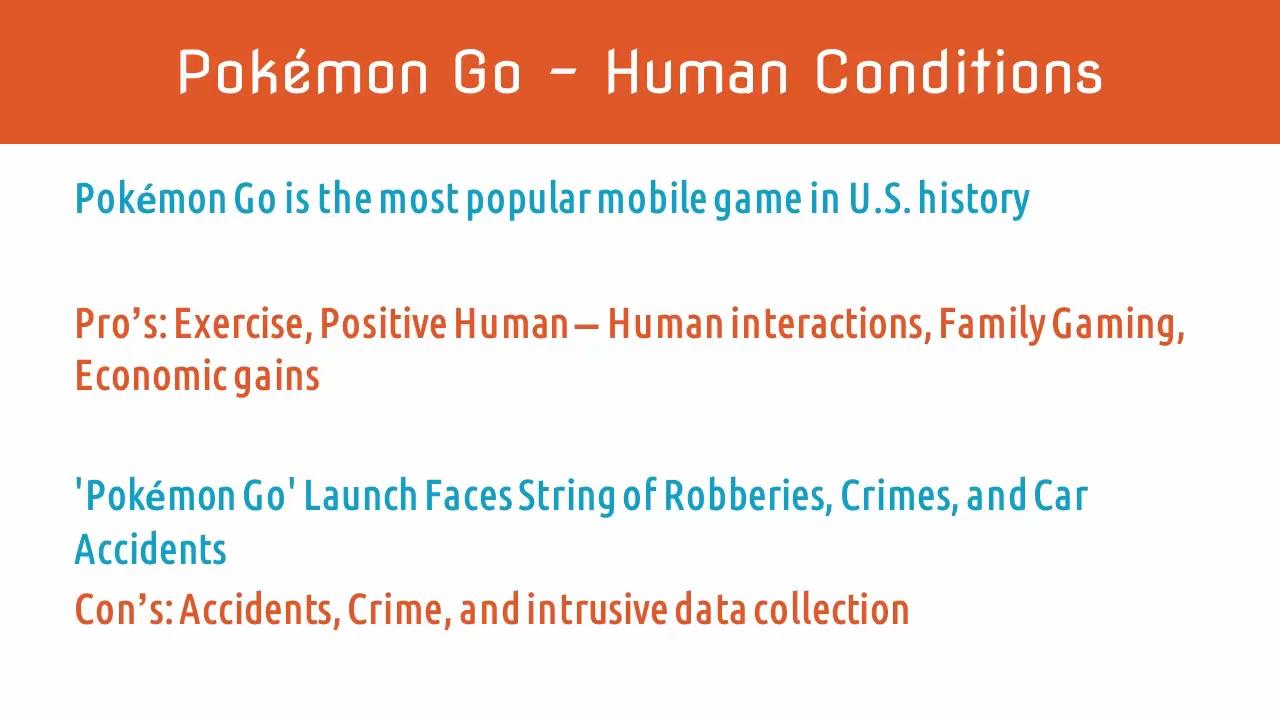 Pokémon Go – Human Conditions
Pokémon Go is the most popular mobile game in U.S. history
Pro’s: Exercise, Positive Human – Human interactions, Family Gaming,
Economic gains
'Pokémon Go' Launch Faces String of Robberies, Crimes, and Car
Accidents
Con’s: Accidents, Crime, and intrusive data collection